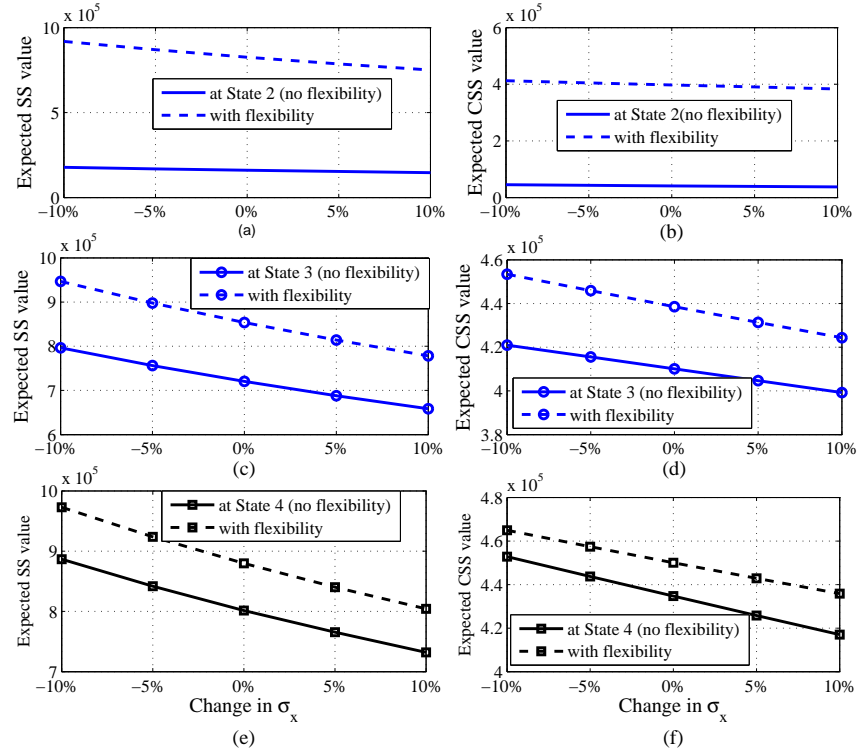 x 10^5
10
5
0
Expected SS value
at State 2 (no flexibility)
with flexibility
−10% −5% 0% 5% 10%
(a)
x 10^5
6
4
2
0
Expected CSS value
at State 2(no flexibility)
with flexibility
−10% −5% 0% 5% 10%
(b)
x 10^5
10
9
8
7
6
Expected SS value
at State 3 (no flexibility)
with flexibility
−10% −5% 0% 5% 10%
(c)
x 10^5
4.6
4.4
4.2
4
3.8
Expected CSS value
at State 3 (no flexibility)
with flexibility
−10% −5% 0% 5% 10%
(d)
x 10^5
10
9
8
7
Expected SS value
at State 4 (no flexibility)
with flexibility
−10% −5% 0% 5% 10%
Change in σ_x
(e)
x 10^5
4.8
4.6
4.4
4.2
4
Expected CSS value
at State 4 (no flexibility)
with flexibility
−10% −5% 0% 5% 10%
Change in σ_x
(f)